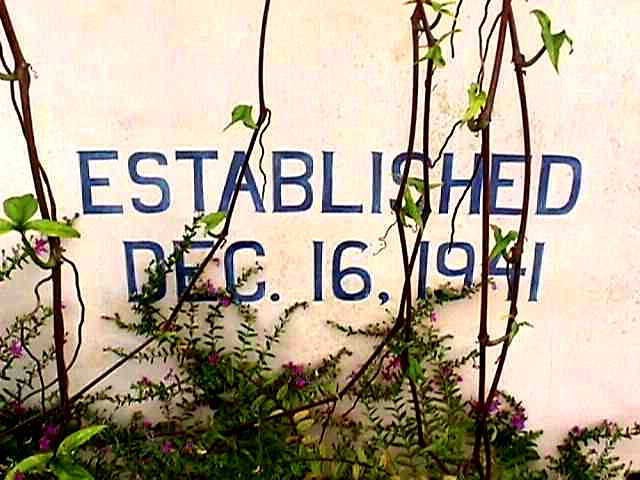 ESTABLISHED
DEC. 16, 1941